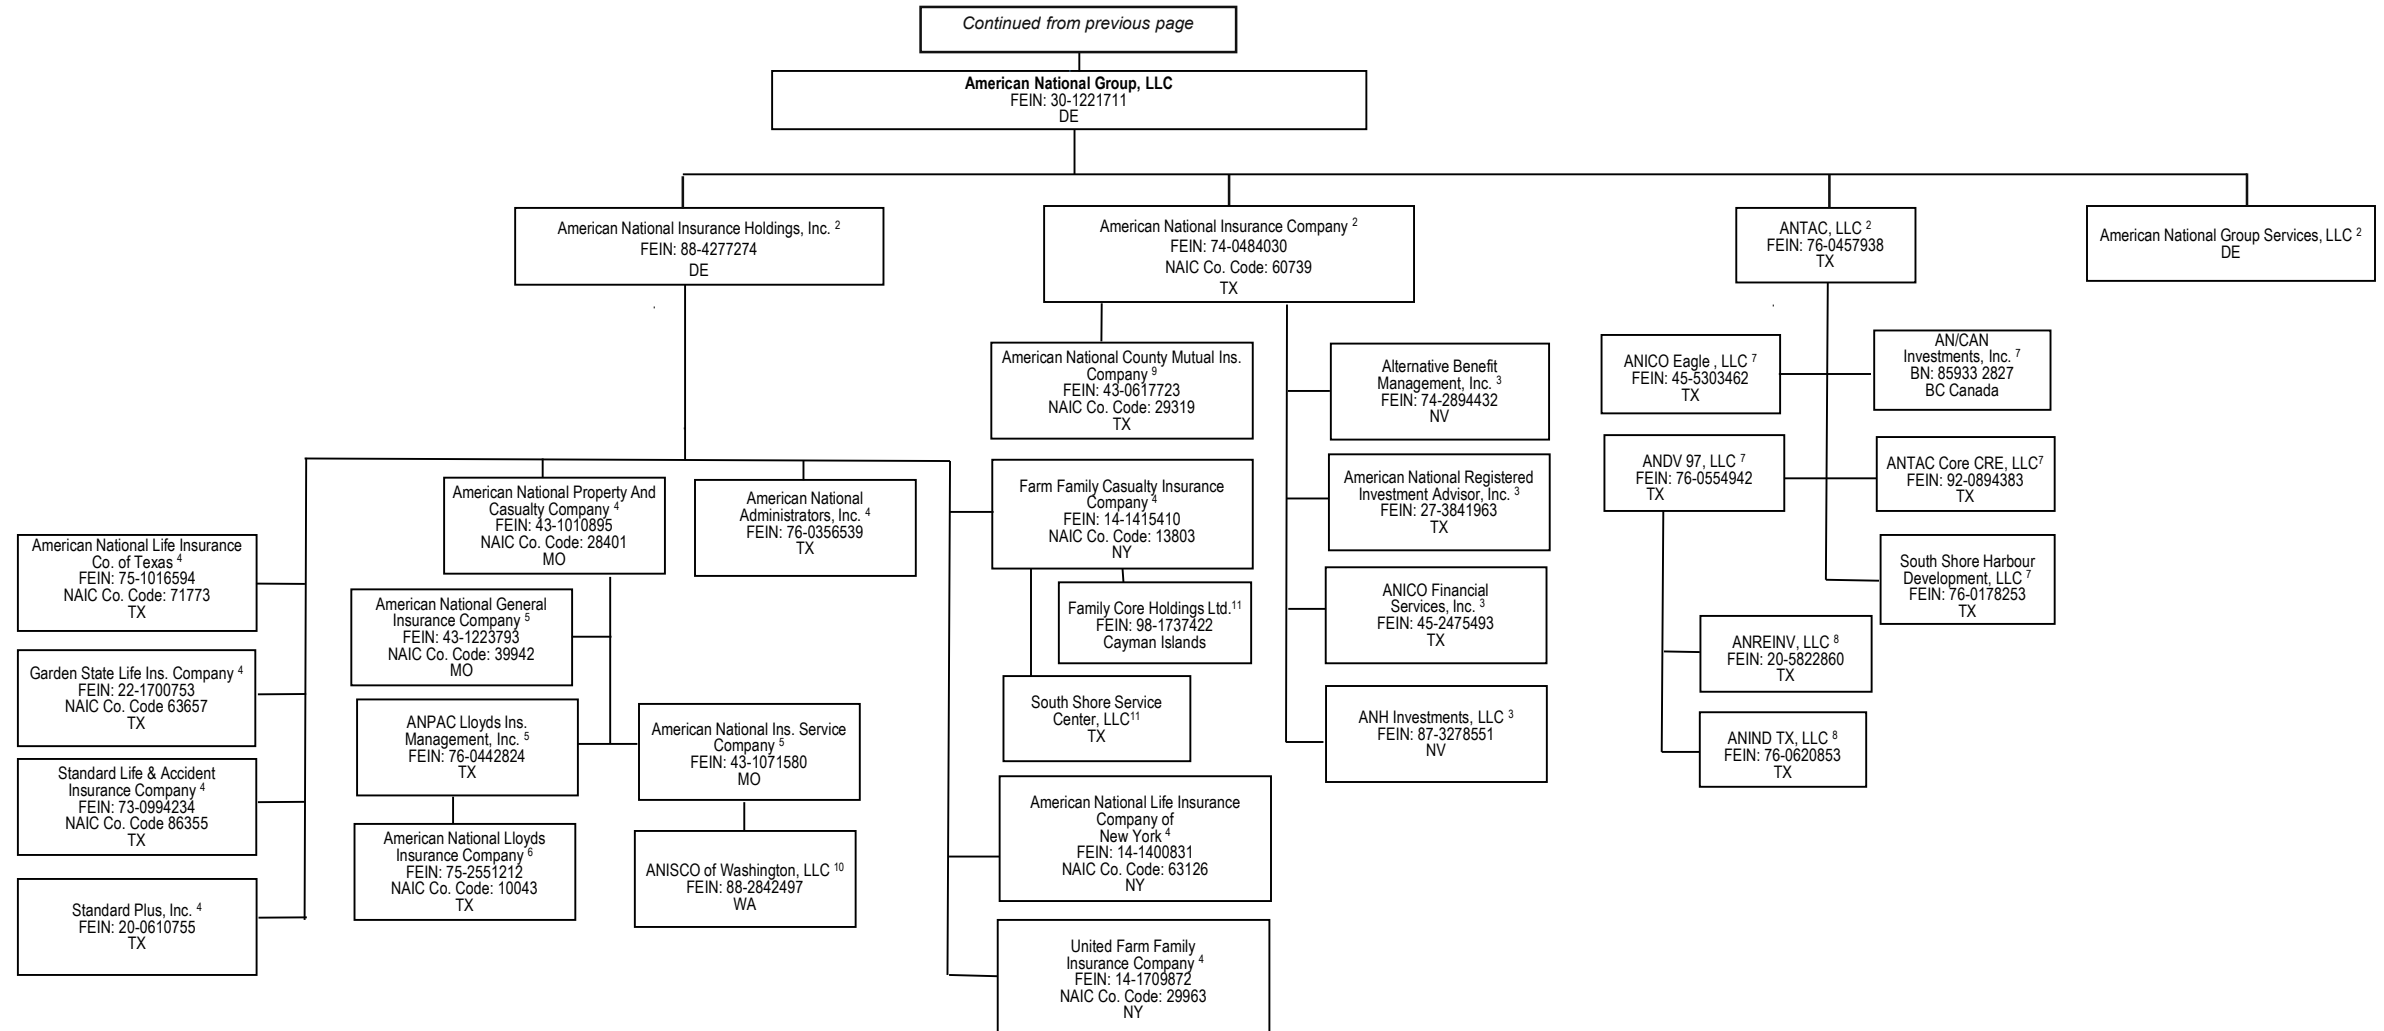 Continued from previous page
American National Group, LLC
FEIN: 30-1221711
DE
American National Insurance Holdings, Inc. 2
FEIN: 88-4277274
DE
American National Insurance Company 2
FEIN: 74-0484030
NAIC Co. Code: 60739
TX
ANTAC, LLC 2
FEIN: 76-0457938
TX
American National Group Services, LLC 2
DE
American National County Mutual Ins.
Company 9
FEIN: 43-0617723
NAIC Co. Code: 29319
TX
Alternative Benefit
Management, Inc. 3
FEIN: 74-2894432
NV
ANICO Eagle , LLC 7
FEIN: 45-5303462
TX
AN/CAN
Investments, Inc. 7
BN: 85933 2827
BC Canada
ANDV 97, LLC 7
FEIN: 76-0554942
TX
ANTAC Core CRE, LLC7
FEIN: 92-0894383
TX
American National Property And
Casualty Company 4
FEIN: 43-1010895
NAIC Co. Code: 28401
MO
American National
Administrators, Inc. 4
FEIN: 76-0356539
TX
Farm Family Casualty Insurance
Company 4
FEIN: 14-1415410
NAIC Co. Code: 13803
NY
American National Registered
Investment Advisor, Inc. 3
FEIN: 27-3841963
TX
American National Life Insurance
Co. of Texas 4
FEIN: 75-1016594
NAIC Co. Code: 71773
TX
American National General
Insurance Company 5
FEIN: 43-1223793
NAIC Co. Code: 39942
MO
Family Core Holdings Ltd.11
FEIN: 98-1737422
Cayman Islands
ANICO Financial
Services, Inc. 3
FEIN: 45-2475493
TX
South Shore Harbour
Development, LLC 7
FEIN: 76-0178253
TX
ANREINV, LLC 8
FEIN: 20-5822860
TX
Garden State Life Ins. Company 4
FEIN: 22-1700753
NAIC Co. Code 63657
TX
ANPAC Lloyds Ins.
Management, Inc. 5
FEIN: 76-0442824
TX
American National Ins. Service
Company 5
FEIN: 43-1071580
MO
South Shore Service
Center, LLC11
TX
ANH Investments, LLC 3
FEIN: 87-3278551
NV
ANIND TX, LLC 8
FEIN: 76-0620853
TX
Standard Life & Accident
Insurance Company 4
FEIN: 73-0994234
NAIC Co. Code 86355
TX
American National Lloyds
Insurance Company 6
FEIN: 75-2551212
NAIC Co. Code: 10043
TX
ANISCO of Washington, LLC 10
FEIN: 88-2842497
WA
American National Life Insurance
Company of
New York 4
FEIN: 14-1400831
NAIC Co. Code: 63126
NY
Standard Plus, Inc. 4
FEIN: 20-0610755
TX
United Farm Family
Insurance Company 4
FEIN: 14-1709872
NAIC Co. Code: 29963
NY